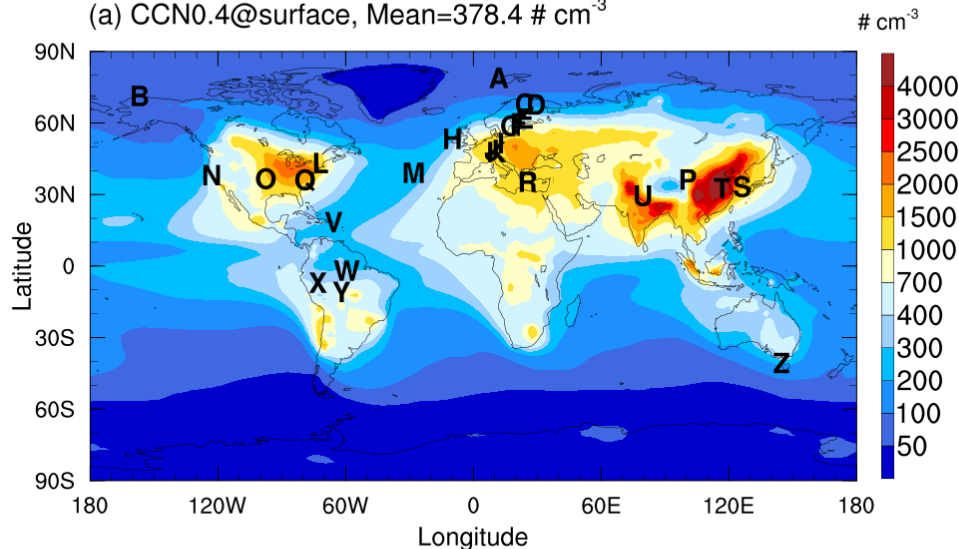 (a) CCN0.4@surface, Mean=378.4 # cm-3
# cm-3
90N
60N
30N
0
30S
60S
90S
Latitude
A
B
H
L
M
N
O
Q
R
P
T
S
U
V
W
X
Y
Z
180
120W
60W
0
60E
120E
180
Longitude
4000
3000
2500
2000
1500
1000
700
400
300
200
100
50